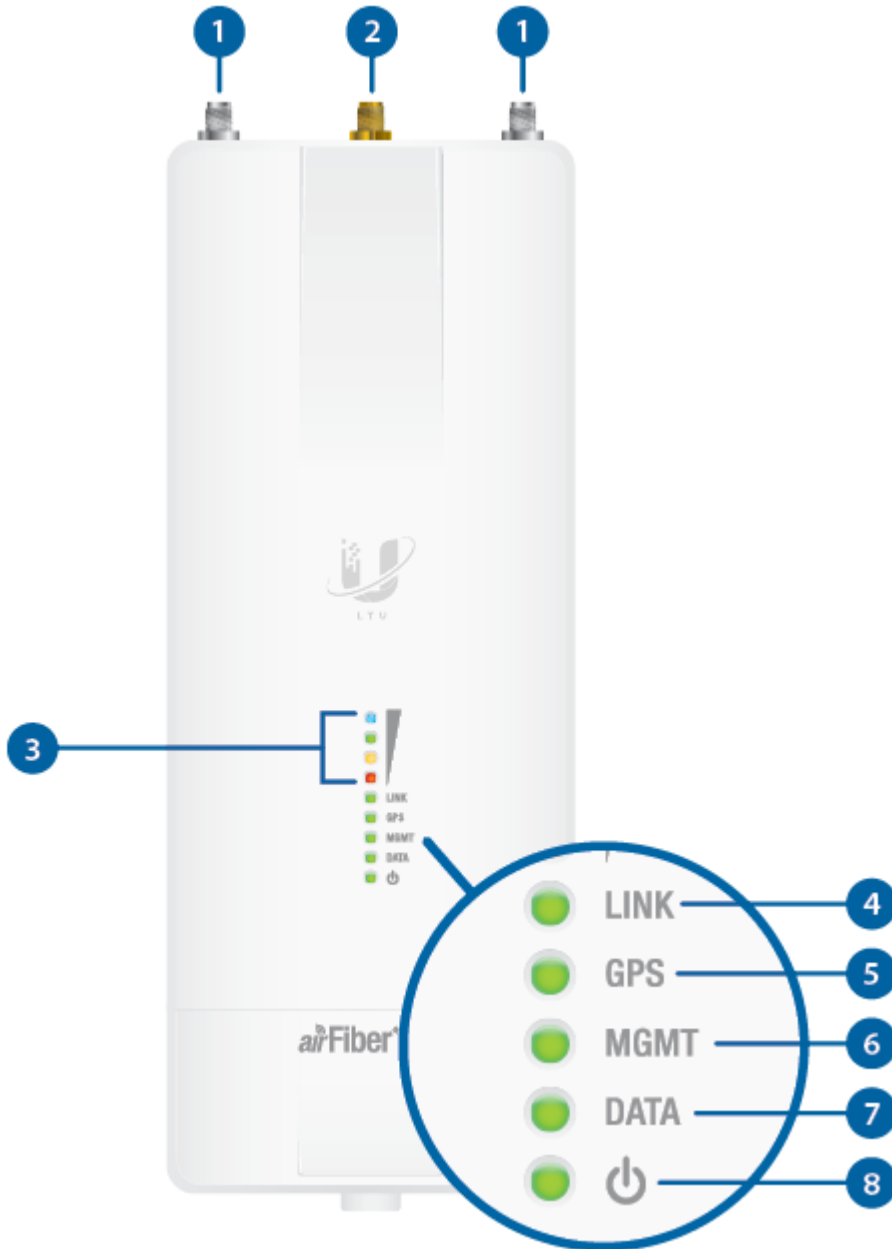 1 2 1
U
LTU
3
LINK
GPS
MGMT
DATA
airFiber®
LINK 4
GPS 5
MGMT 6
DATA 7
8